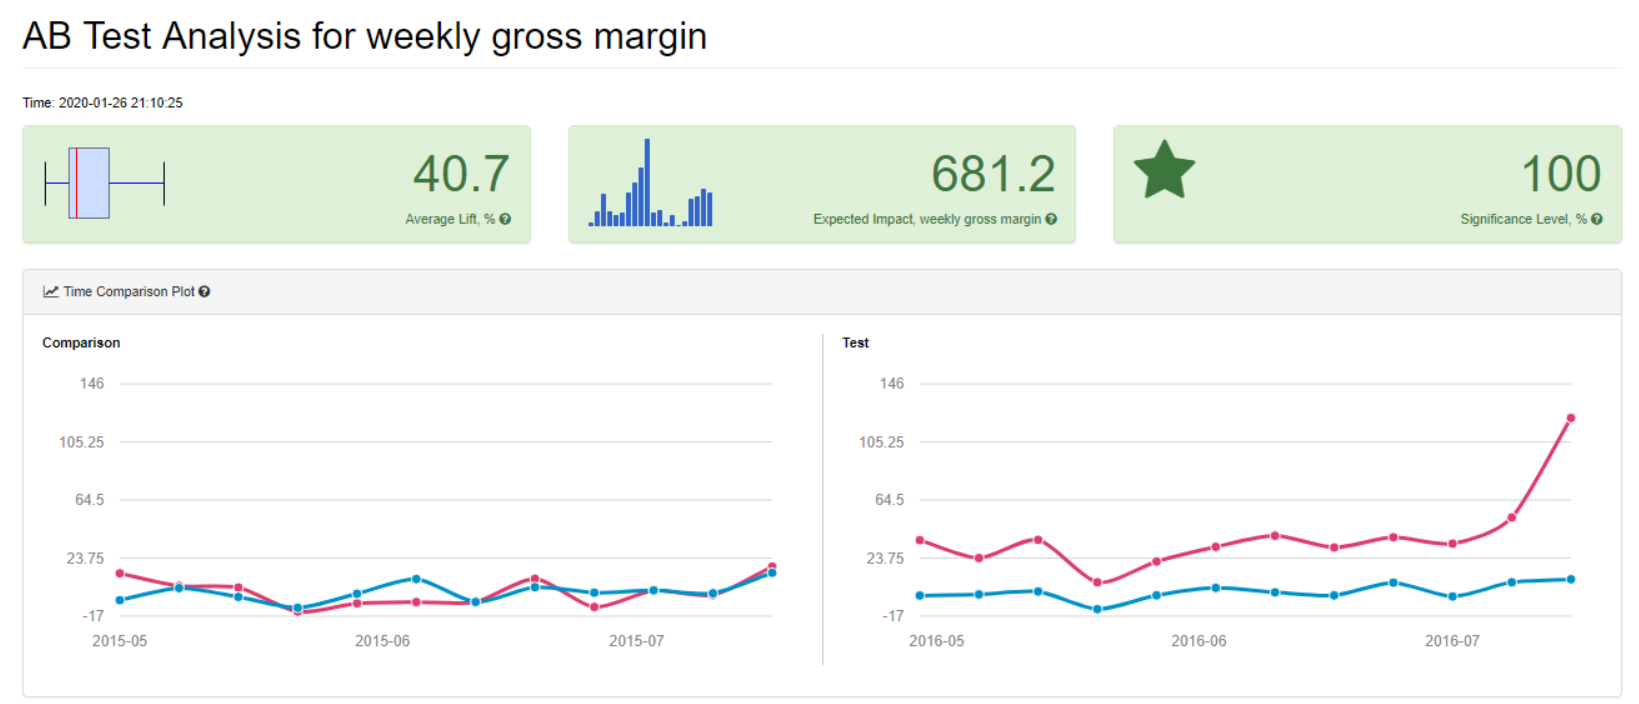 AB Test Analysis for weekly gross margin
Time: 2020-01-26 21:10:25
40.7
Average Lift, %
681.2
Expected Impact, weekly gross margin
100
Significance Level, %
Time Comparison Plot
Comparison
146
105.25
64.5
23.75
-17
2015-05 2015-06 2015-07
Test
146
105.25
64.5
23.75
-17
2016-05 2016-06 2016-07